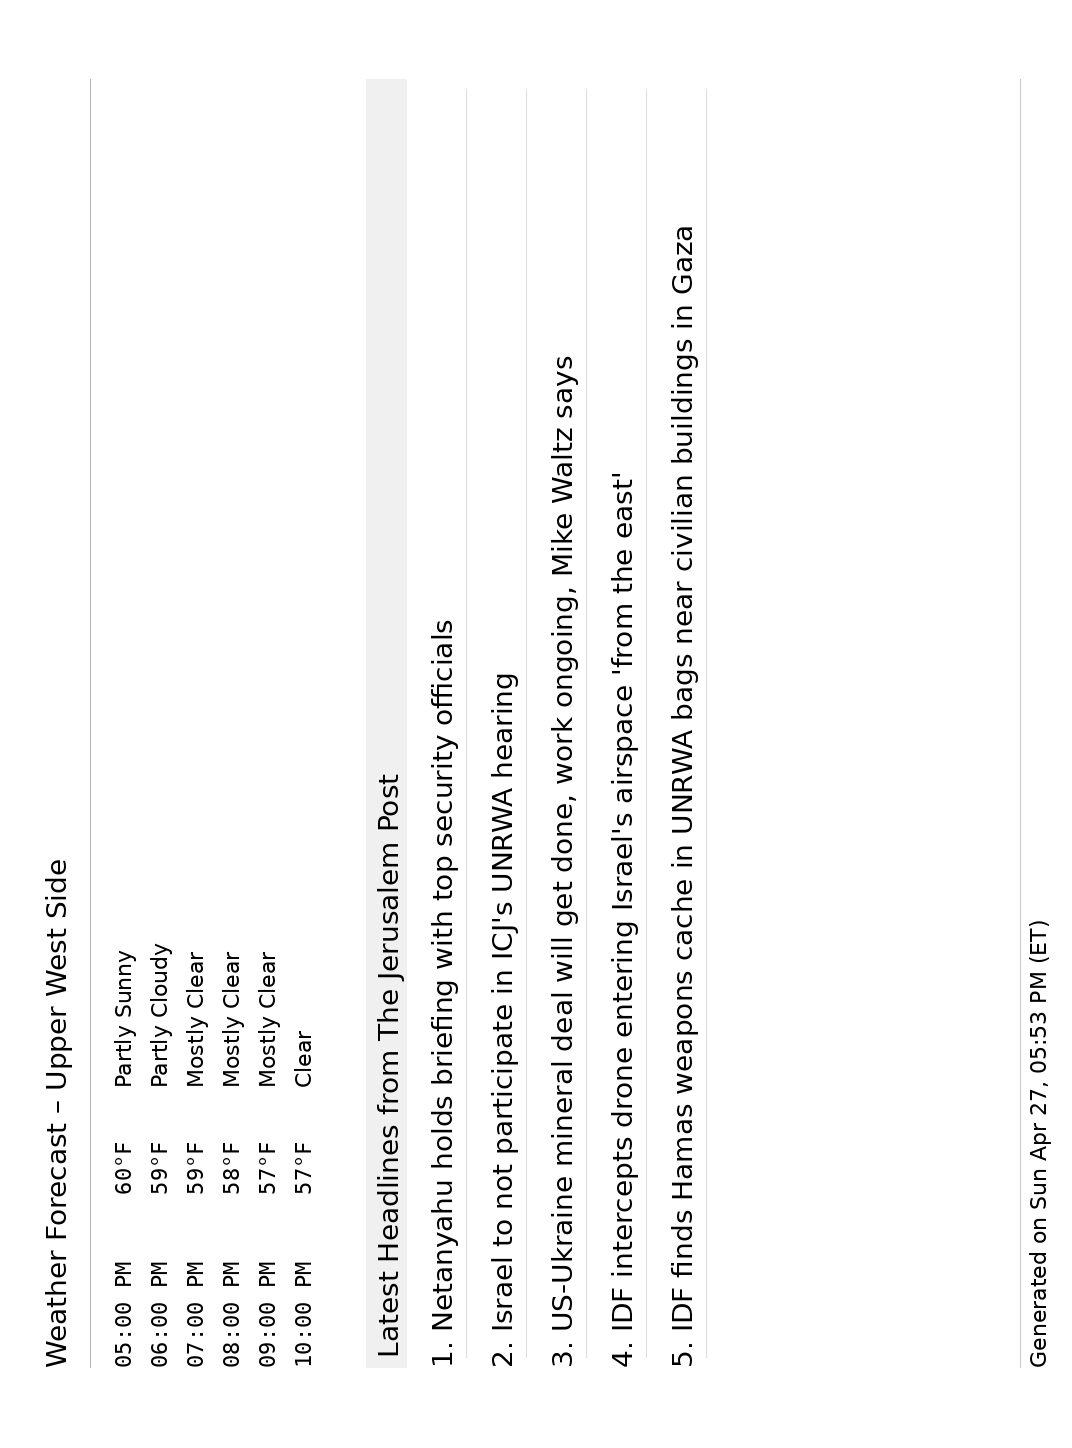 Weather Forecast – Upper West Side
05:00 PM 60°F Partly Sunny
06:00 PM 59°F Partly Cloudy
07:00 PM 59°F Mostly Clear
08:00 PM 58°F Mostly Clear
09:00 PM 57°F Mostly Clear
10:00 PM 57°F Clear
Latest Headlines from The Jerusalem Post
1. Netanyahu holds briefing with top security officials
2. Israel to not participate in ICJ's UNRWA hearing
3. US-Ukraine mineral deal will get done, work ongoing, Mike Waltz says
4. IDF intercepts drone entering Israel's airspace 'from the east'
5. IDF finds Hamas weapons cache in UNRWA bags near civilian buildings in Gaza
Generated on Sun Apr 27, 05:53 PM (ET)